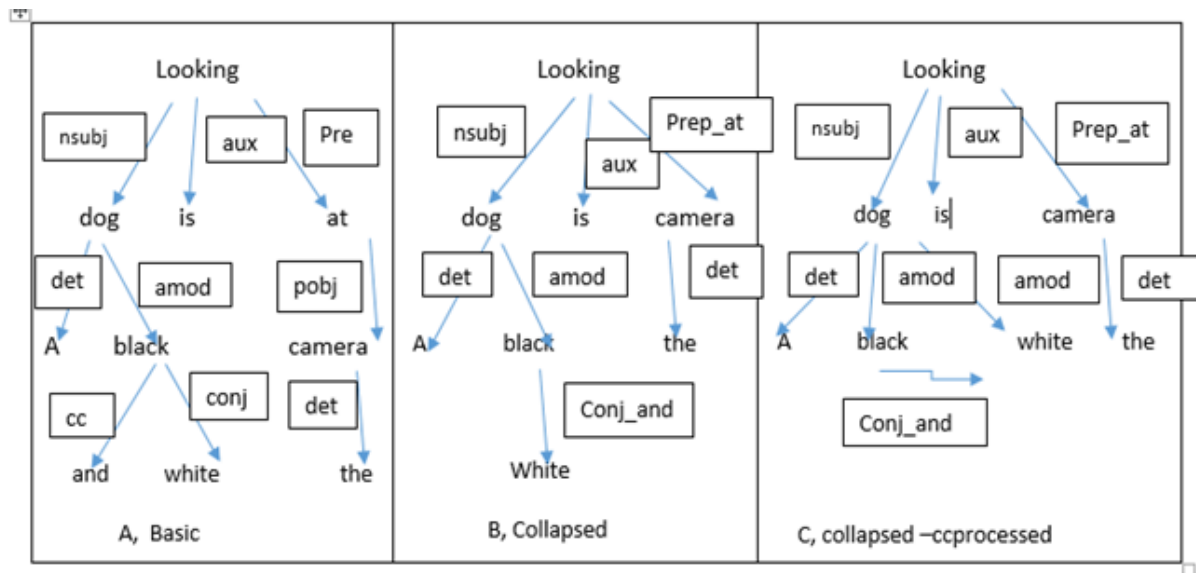 Looking
nsubj
aux
Pre
dog is at
det
amod
pobj
A black camera
cc
conj
det
and white the
A, Basic
Looking
nsubj
Prep_at
aux
dog is camera
det
amod
det
A black the
Conj_and
White
B, Collapsed
Looking
nsubj
aux
Prep_at
dog is camera
det
amod
amod
det
A black white the
Conj_and
C, collapsed –ccprocessed